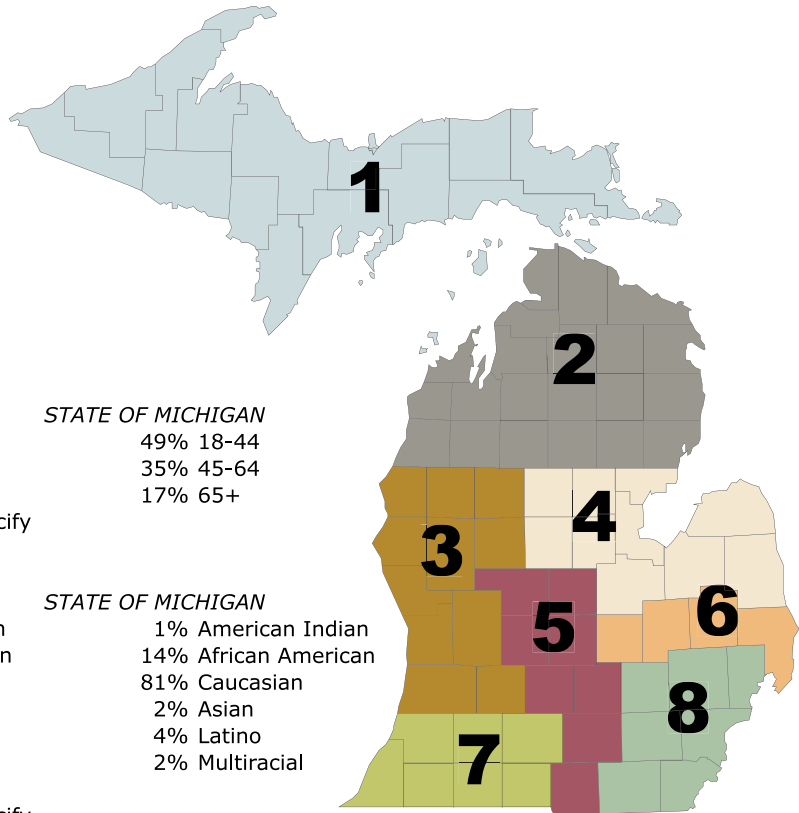 1
2
STATE OF MICHIGAN
49% 18-44
35% 45-64
17% 65+
3
4
5
6
STATE OF MICHIGAN
1% American Indian
14% African American
81% Caucasian
2% Asian
4% Latino
2% Multiracial
8
7